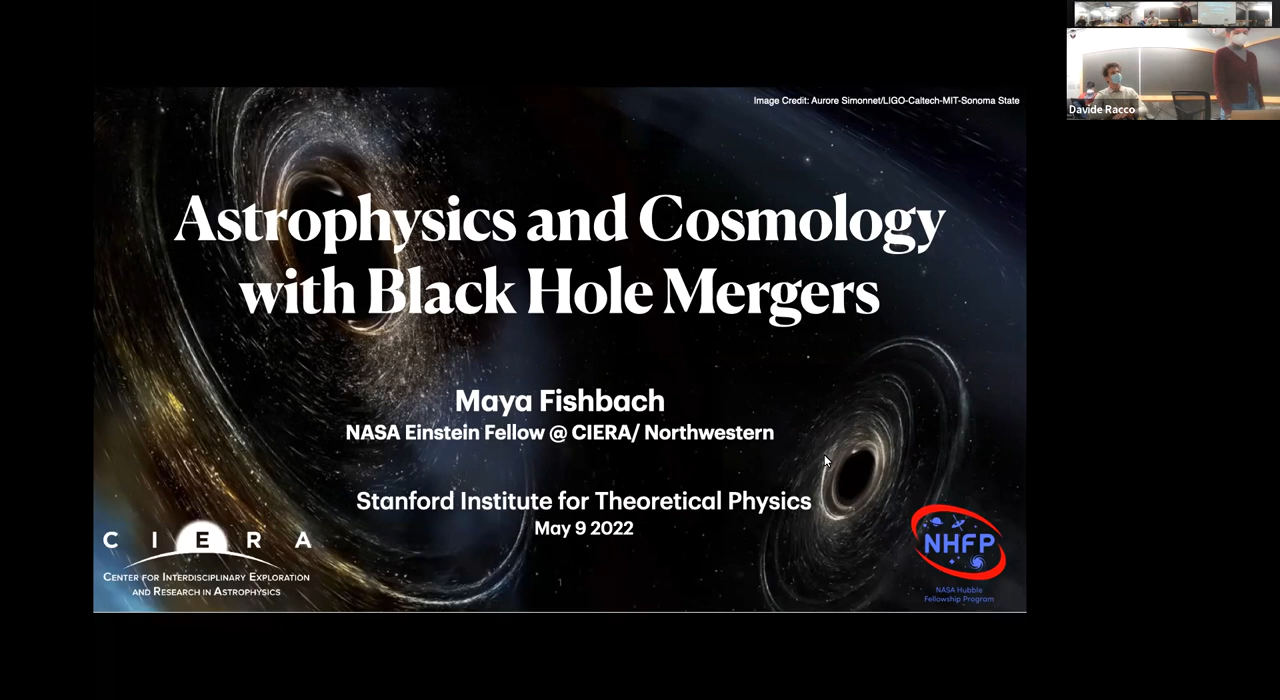 Image Credit: Aurore Simonnet/LIGO-Caltech-MIT-Sonoma State
Davide Racco
Astrophysics and Cosmology
with Black Hole Mergers
Maya Fishbach
NASA Einstein Fellow @ CIERA/ Northwestern
Stanford Institute for Theoretical Physics
May 9 2022
C I E R A
CENTER FOR INTERDISCIPLINARY EXPLORATION
AND RESEARCH IN ASTROPHYSICS
NHFP
NASA Hubble
Fellowship Program